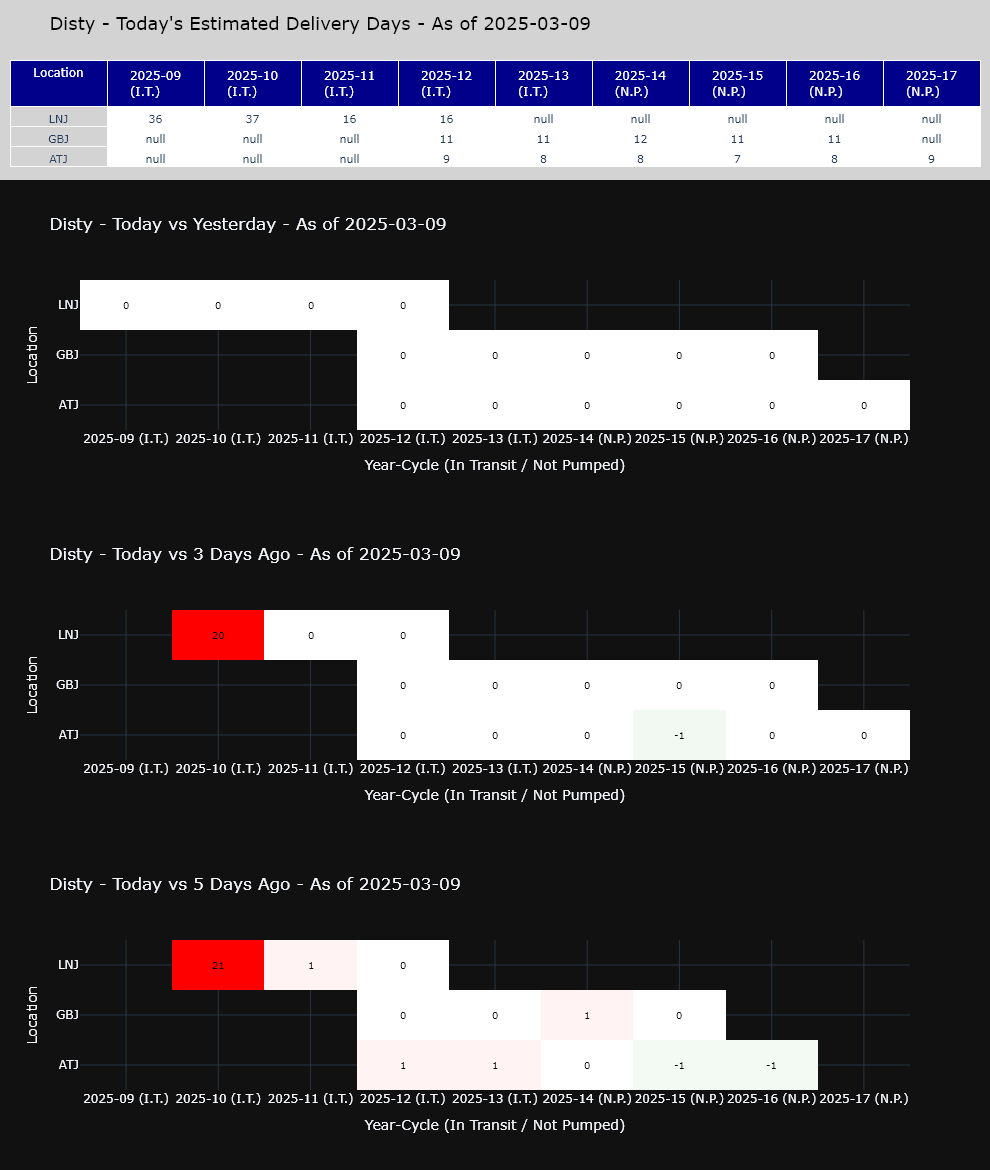 Disty - Today's Estimated Delivery Days - As of 2025-03-09
Location 2025-09 (I.T.) 2025-10 (I.T.) 2025-11 (I.T.) 2025-12 (I.T.) 2025-13 (I.T.) 2025-14 (N.P.) 2025-15 (N.P.) 2025-16 (N.P.) 2025-17 (N.P.)
LNJ 36 37 16 16 null null null null null
GBJ null null null 11 11 12 11 11 null
ATJ null null null 9 8 8 7 8 9
Disty - Today vs Yesterday - As of 2025-03-09
LNJ 0 0 0 0
GBJ 0 0 0 0 0
ATJ 0 0 0 0 0 0
Location
2025-09 (I.T.) 2025-10 (I.T.) 2025-11 (I.T.) 2025-12 (I.T.) 2025-13 (I.T.) 2025-14 (N.P.) 2025-15 (N.P.) 2025-16 (N.P.) 2025-17 (N.P.)
Year-Cycle (In Transit / Not Pumped)
Disty - Today vs 3 Days Ago - As of 2025-03-09
LNJ 20 0 0
GBJ 0 0 0 0 0
ATJ 0 0 0 -1 0 0
Location
2025-09 (I.T.) 2025-10 (I.T.) 2025-11 (I.T.) 2025-12 (I.T.) 2025-13 (I.T.) 2025-14 (N.P.) 2025-15 (N.P.) 2025-16 (N.P.) 2025-17 (N.P.)
Year-Cycle (In Transit / Not Pumped)
Disty - Today vs 5 Days Ago - As of 2025-03-09
LNJ 21 1 0
GBJ 0 0 1 0
ATJ 1 1 0 -1 -1
Location
2025-09 (I.T.) 2025-10 (I.T.) 2025-11 (I.T.) 2025-12 (I.T.) 2025-13 (I.T.) 2025-14 (N.P.) 2025-15 (N.P.) 2025-16 (N.P.) 2025-17 (N.P.)
Year-Cycle (In Transit / Not Pumped)